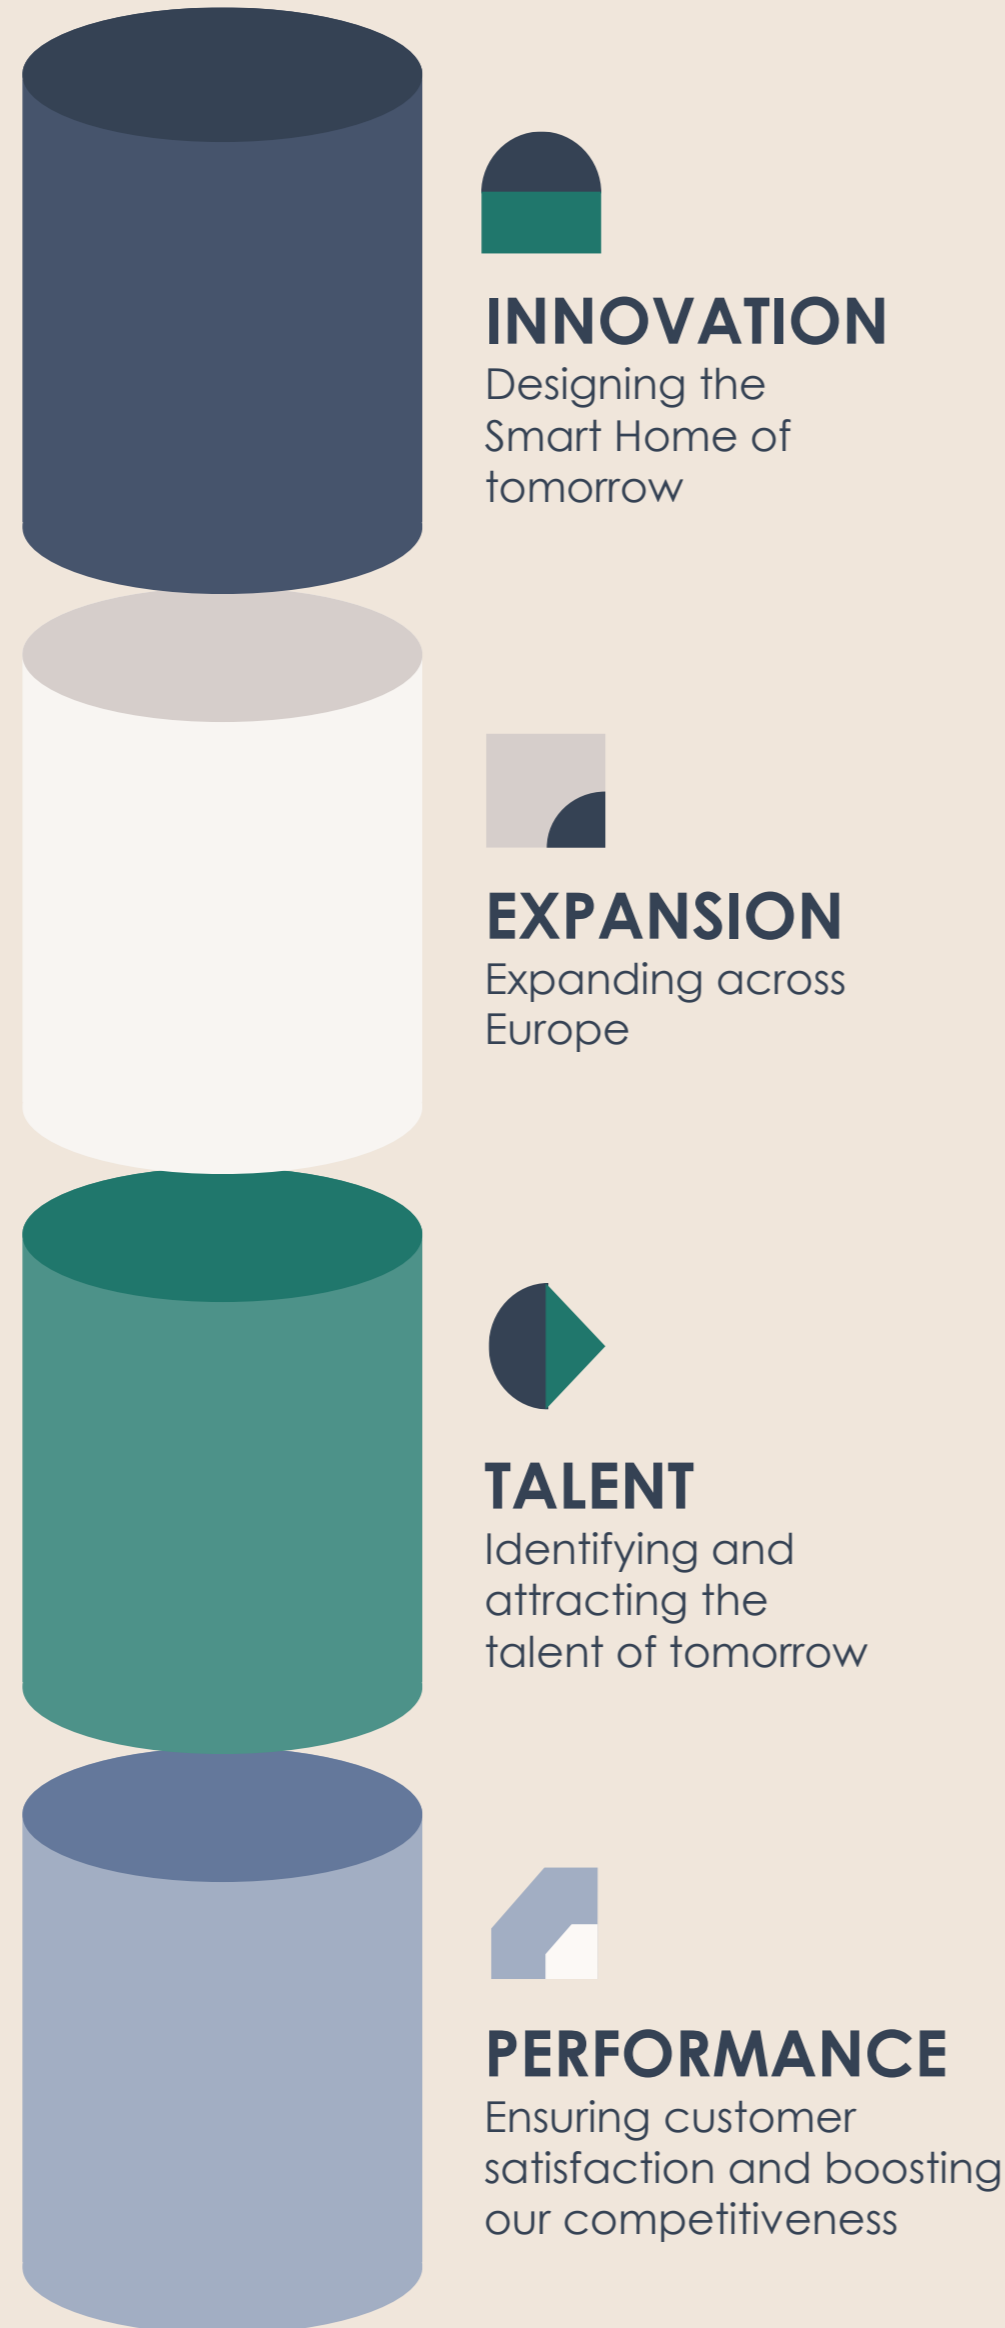 INNOVATION
Designing the
Smart Home of
tomorrow
EXPANSION
Expanding across
Europe
TALENT
Identifying and
attracting the
talent of tomorrow
PERFORMANCE
Ensuring customer
satisfaction and boosting
our competitiveness